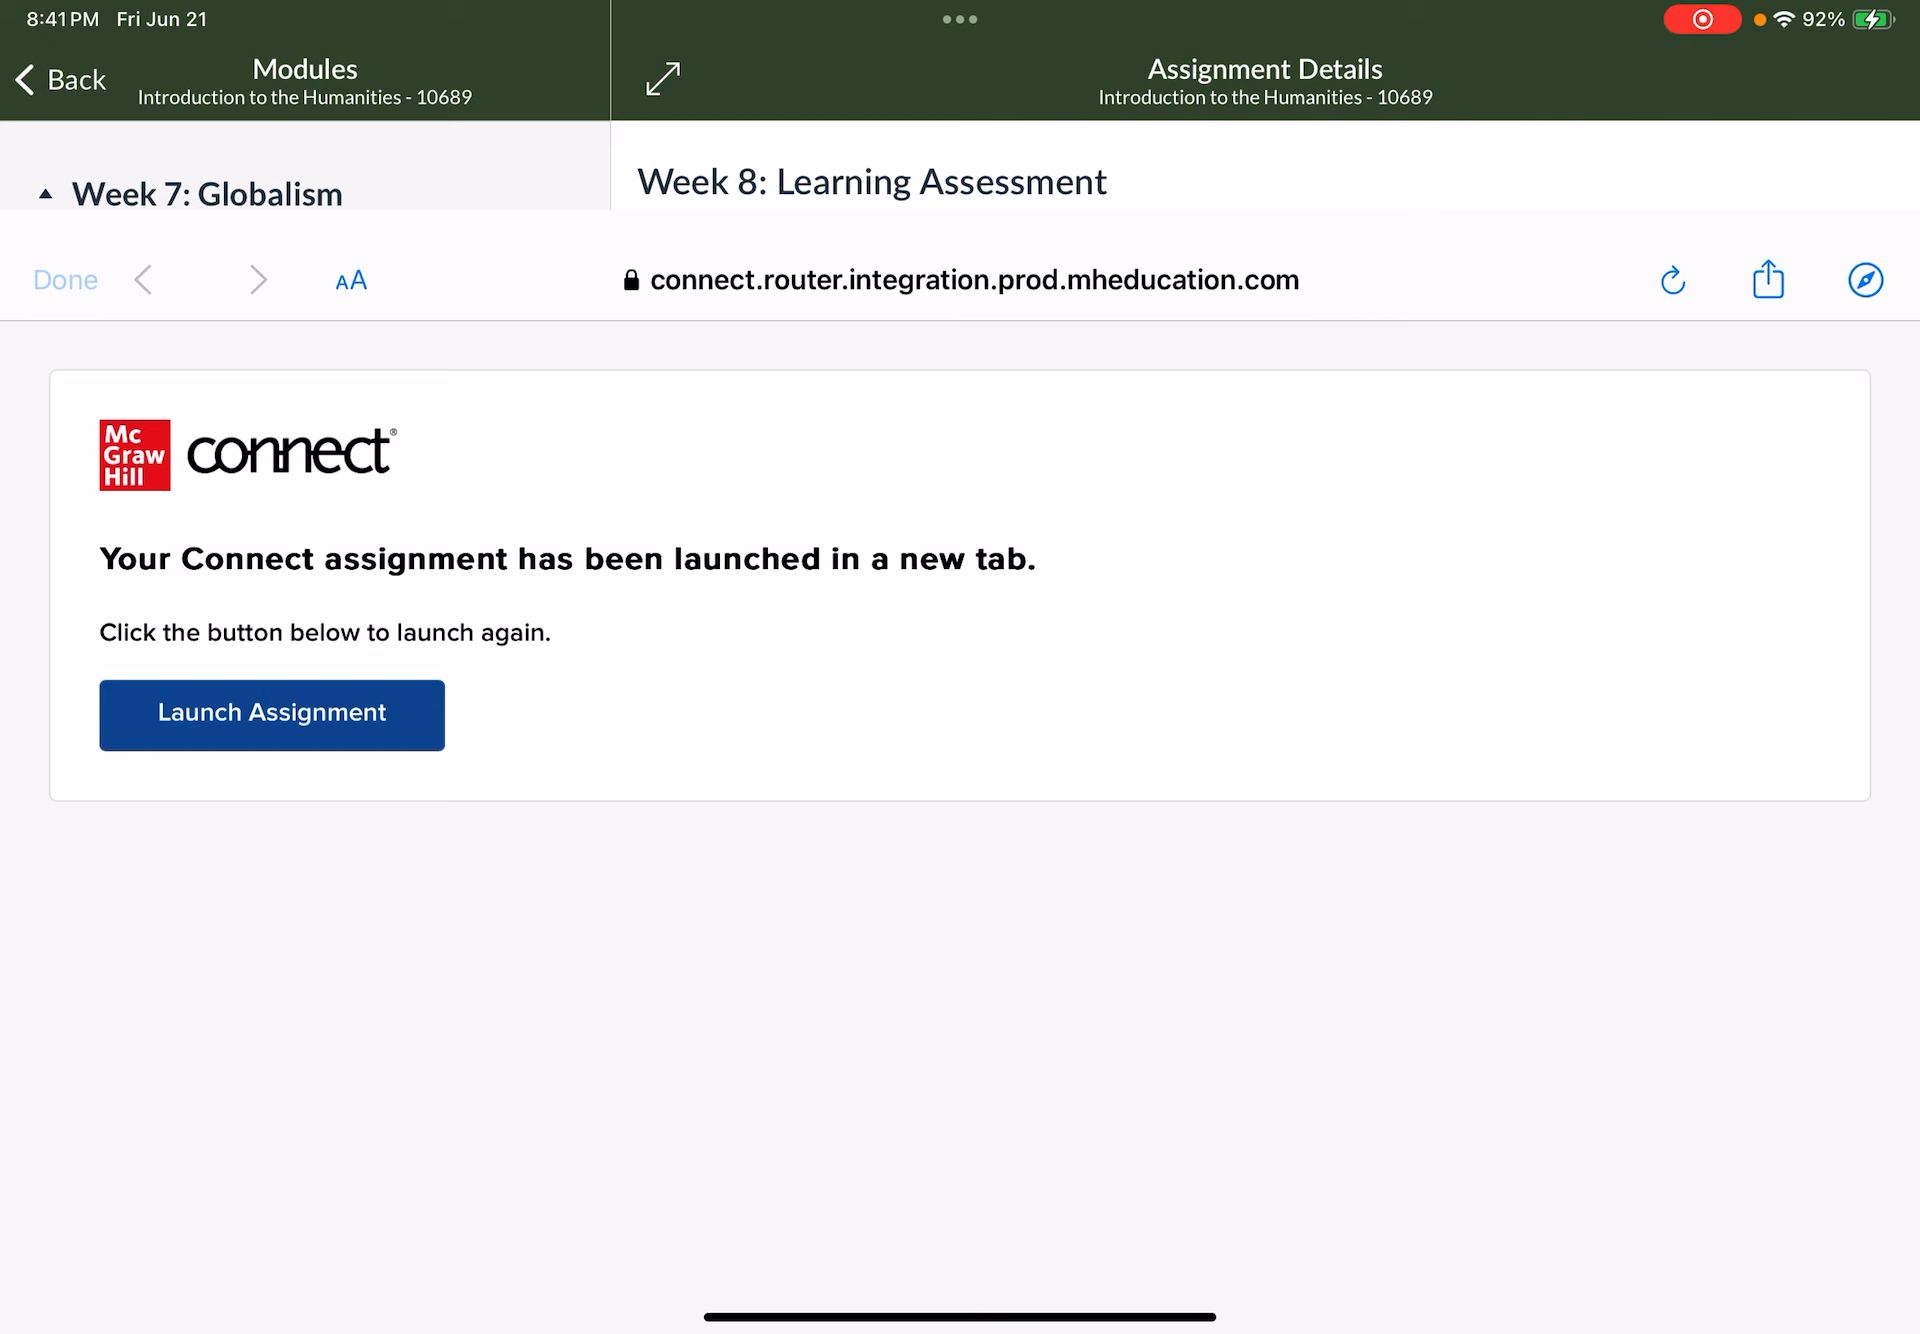 8:41 PM Fri Jun 21
92%
Back
Modules
Introduction to the Humanities - 10689
Assignment Details
Introduction to the Humanities - 10689
Week 7: Globalism
Week 8: Learning Assessment
Done
AA
connect.router.integration.prod.mheducation.com
Mc
Graw
Hill
connect®
Your Connect assignment has been launched in a new tab.
Click the button below to launch again.
Launch Assignment